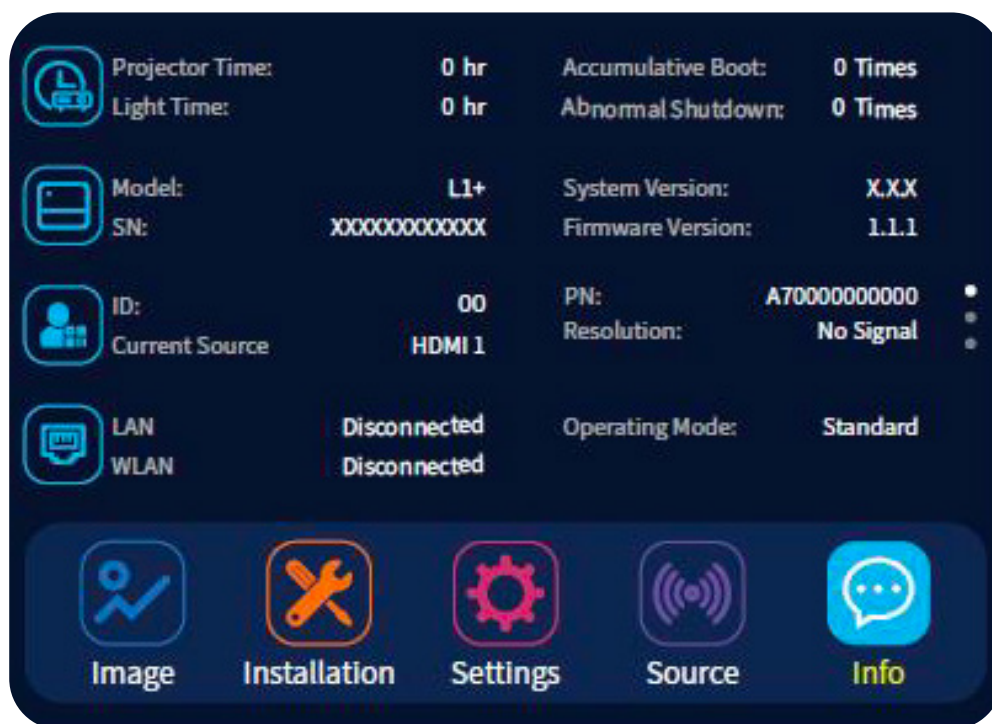 Projector Time: 0 hr Accumulative Boot: 0 Times
Light Time: 0 hr Abnormal Shutdown: 0 Times
Model: L1+ System Version: X.X.X
SN: XXXXXXXXXXXX Firmware Version: 1.1.1
ID: 00 PN: A70000000000
Current Source HDMI 1 Resolution: No Signal
LAN Disconnected Operating Mode: Standard
WLAN Disconnected
Image Installation Settings Source Info